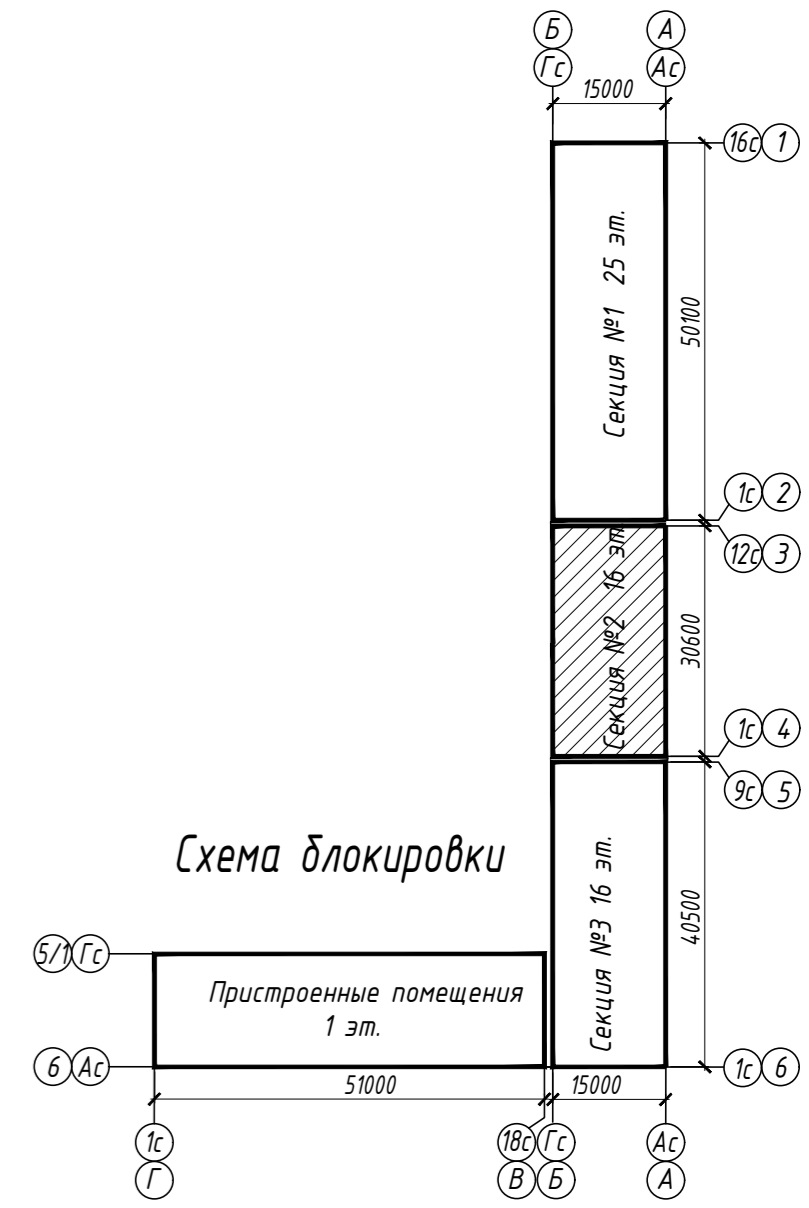 Б А
Гс Ас
15000
16с 1
Секция №1 25 эт.
50100
1с 2
12с 3
Секция №2 16 эт.
30600
1с 4
9с 5
Схема блокировки
Секция №3 16 эт.
40500
5/1 Гс
Пристроенные помещения
1 эт.
6 Ас
1с 6
51000 15000
1с 18с Гс Ас
Г В Б А